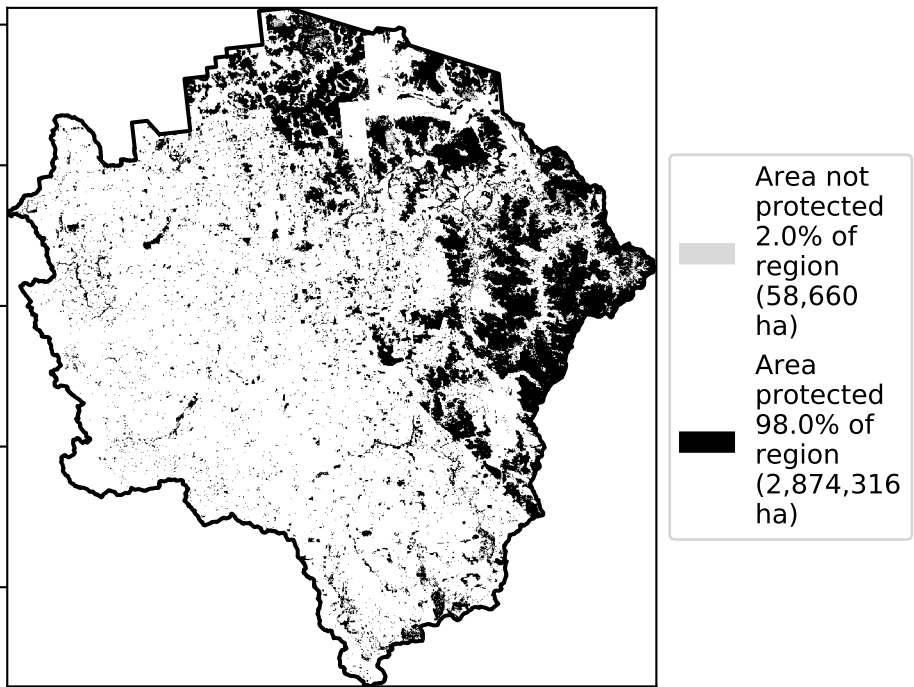 Area not
protected
2.0% of
region
(58,660
ha)
Area
protected
98.0% of
region
(2,874,316
ha)